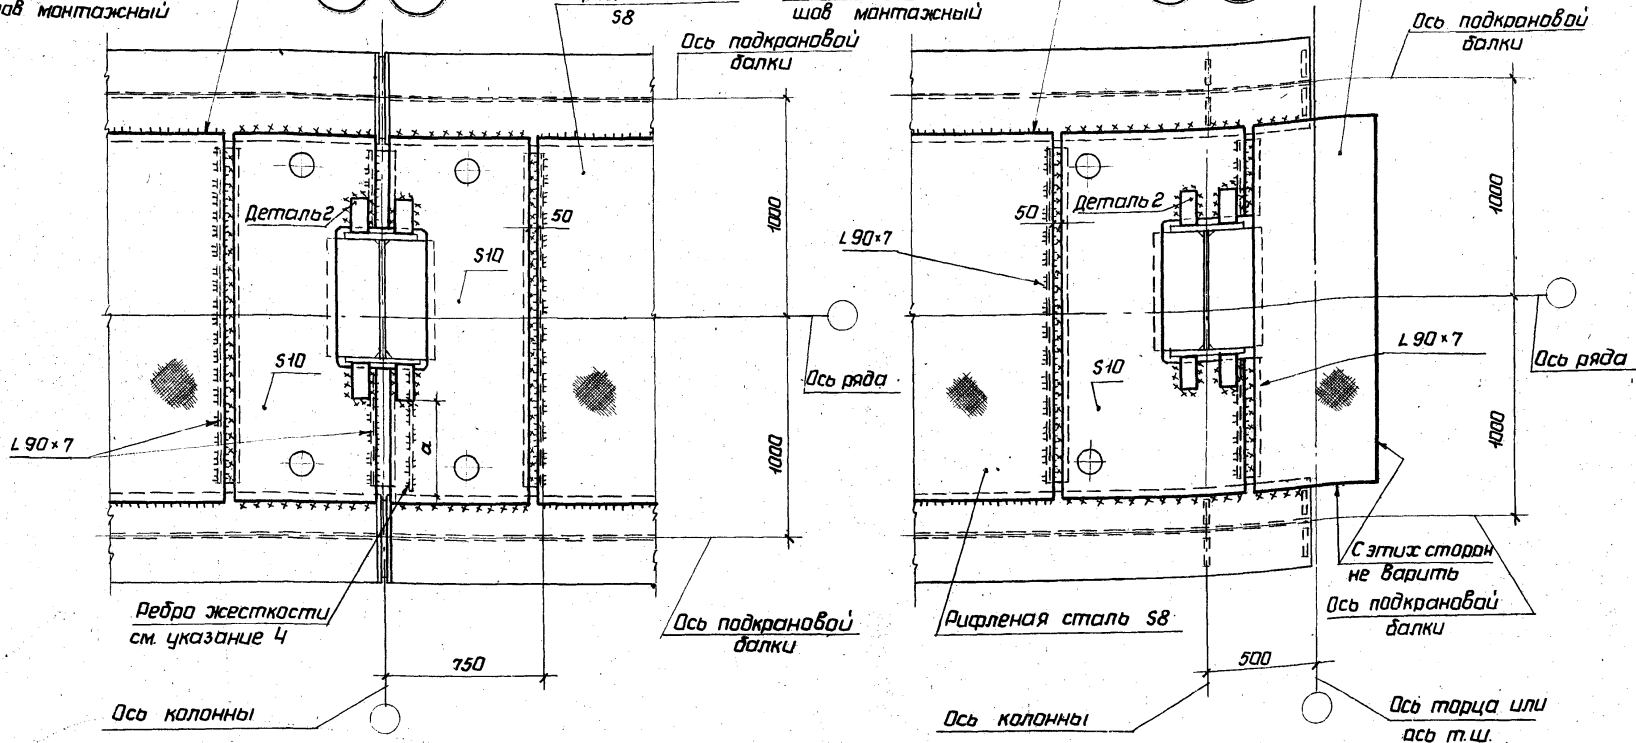 шов монтажный
S8
Ось подкрановой
балки
Деталь 2
50
1000
S10
S10
Ось ряда
L 90×7
а
1000
Ребро жесткости
см. указание 4
Ось подкрановой
балки
750
Ось колонны
шов монтажный
Ось подкрановой
балки
50
Деталь 2
1000
L 90×7
L 90×7
Ось ряда
S10
1000
С этих сторон
не варить
Рифленая сталь S8
Ось подкрановой
балки
500
Ось колонны
Ось торца или
ось т.ш.